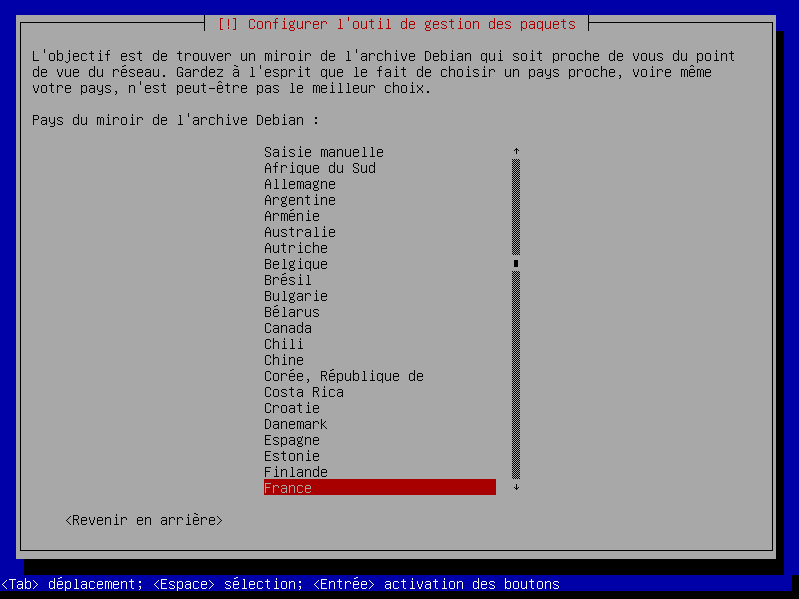 [!] Configurer l'outil de gestion des paquets
L'objectif est de trouver un miroir de l'archive Debian qui soit proche de vous du point
de vue du réseau. Gardez à l'esprit que le fait de choisir un pays proche, voire même
votre pays, n'est peut-être pas le meilleur choix.
Pays du miroir de l'archive Debian :
Saisie manuelle
Afrique du Sud
Allemagne
Argentine
Arménie
Australie
Autriche
Belgique
Brésil
Bulgarie
Bélarus
Canada
Chili
Chine
Corée, République de
Costa Rica
Croatie
Danemark
Espagne
Estonie
Finlande
France
<Revenir en arrière>
<Tab> déplacement; <Espace> sélection; <Entrée> activation des boutons